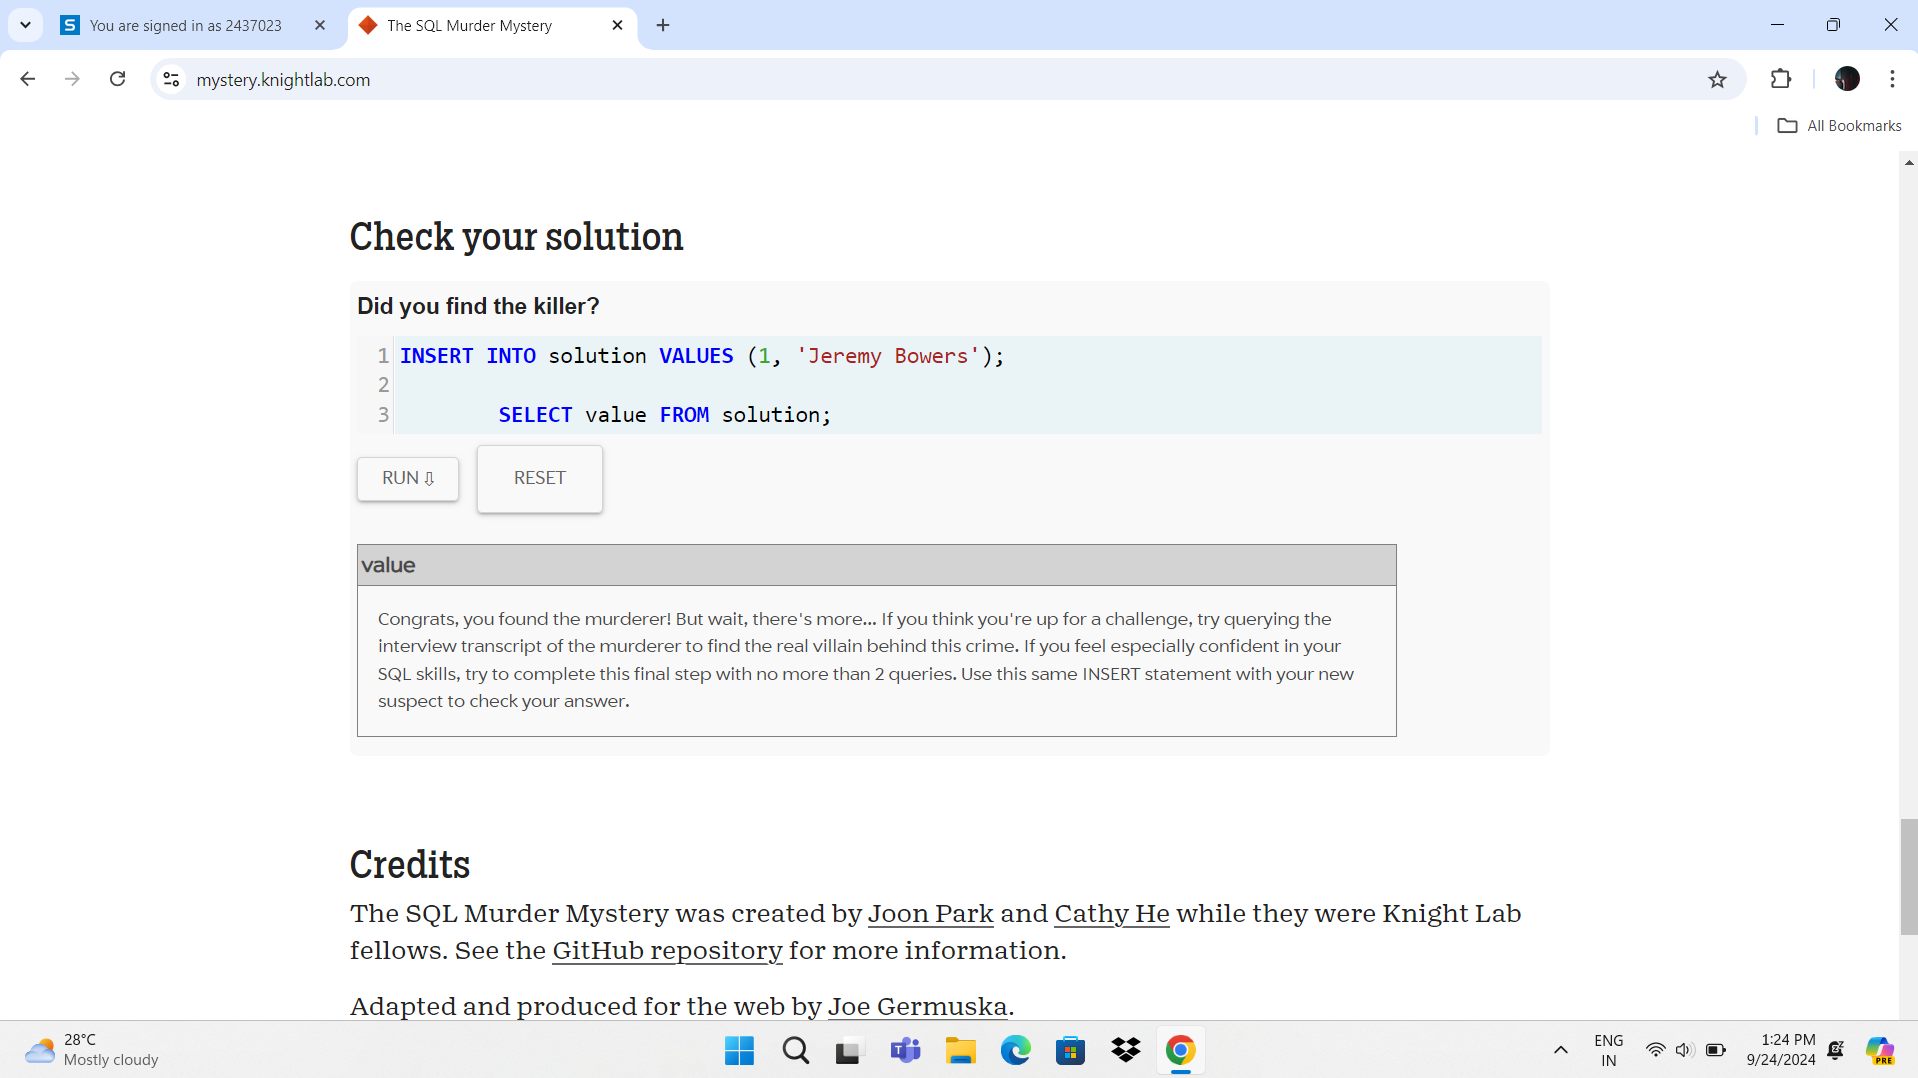 You are signed in as 2437023
The SQL Murder Mystery
mystery.knightlab.com
All Bookmarks
Check your solution
Did you find the killer?
1 INSERT INTO solution VALUES (1, 'Jeremy Bowers');
2
3 SELECT value FROM solution;
RUN ⇩ RESET
value
Congrats, you found the murderer! But wait, there's more... If you think you're up for a challenge, try querying the
interview transcript of the murderer to find the real villain behind this crime. If you feel especially confident in your
SQL skills, try to complete this final step with no more than 2 queries. Use this same INSERT statement with your new
suspect to check your answer.
Credits
The SQL Murder Mystery was created by Joon Park and Cathy He while they were Knight Lab
fellows. See the GitHub repository for more information.
Adapted and produced for the web by Joe Germuska.
28°C
Mostly cloudy
ENG
IN
1:24 PM
9/24/2024
PRE